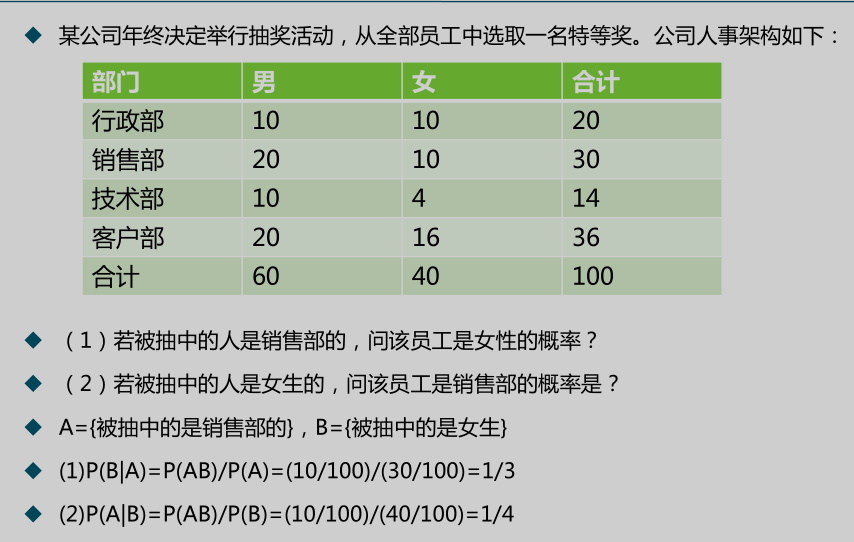 某公司年终决定举行抽奖活动，从全部员工中选取一名特等奖。公司人事架构如下：
部门 男 女 合计
行政部 10 10 20
销售部 20 10 30
技术部 10 4 14
客户部 20 16 36
合计 60 40 100
（1）若被抽中的人是销售部的，问该员工是女性的概率？
（2）若被抽中的人是女生的，问该员工是销售部的概率是？
A={被抽中的是销售部的}，B={被抽中的是女生}
(1)P(B|A)=P(AB)/P(A)=(10/100)/(30/100)=1/3
(2)P(A|B)=P(AB)/P(B)=(10/100)/(40/100)=1/4